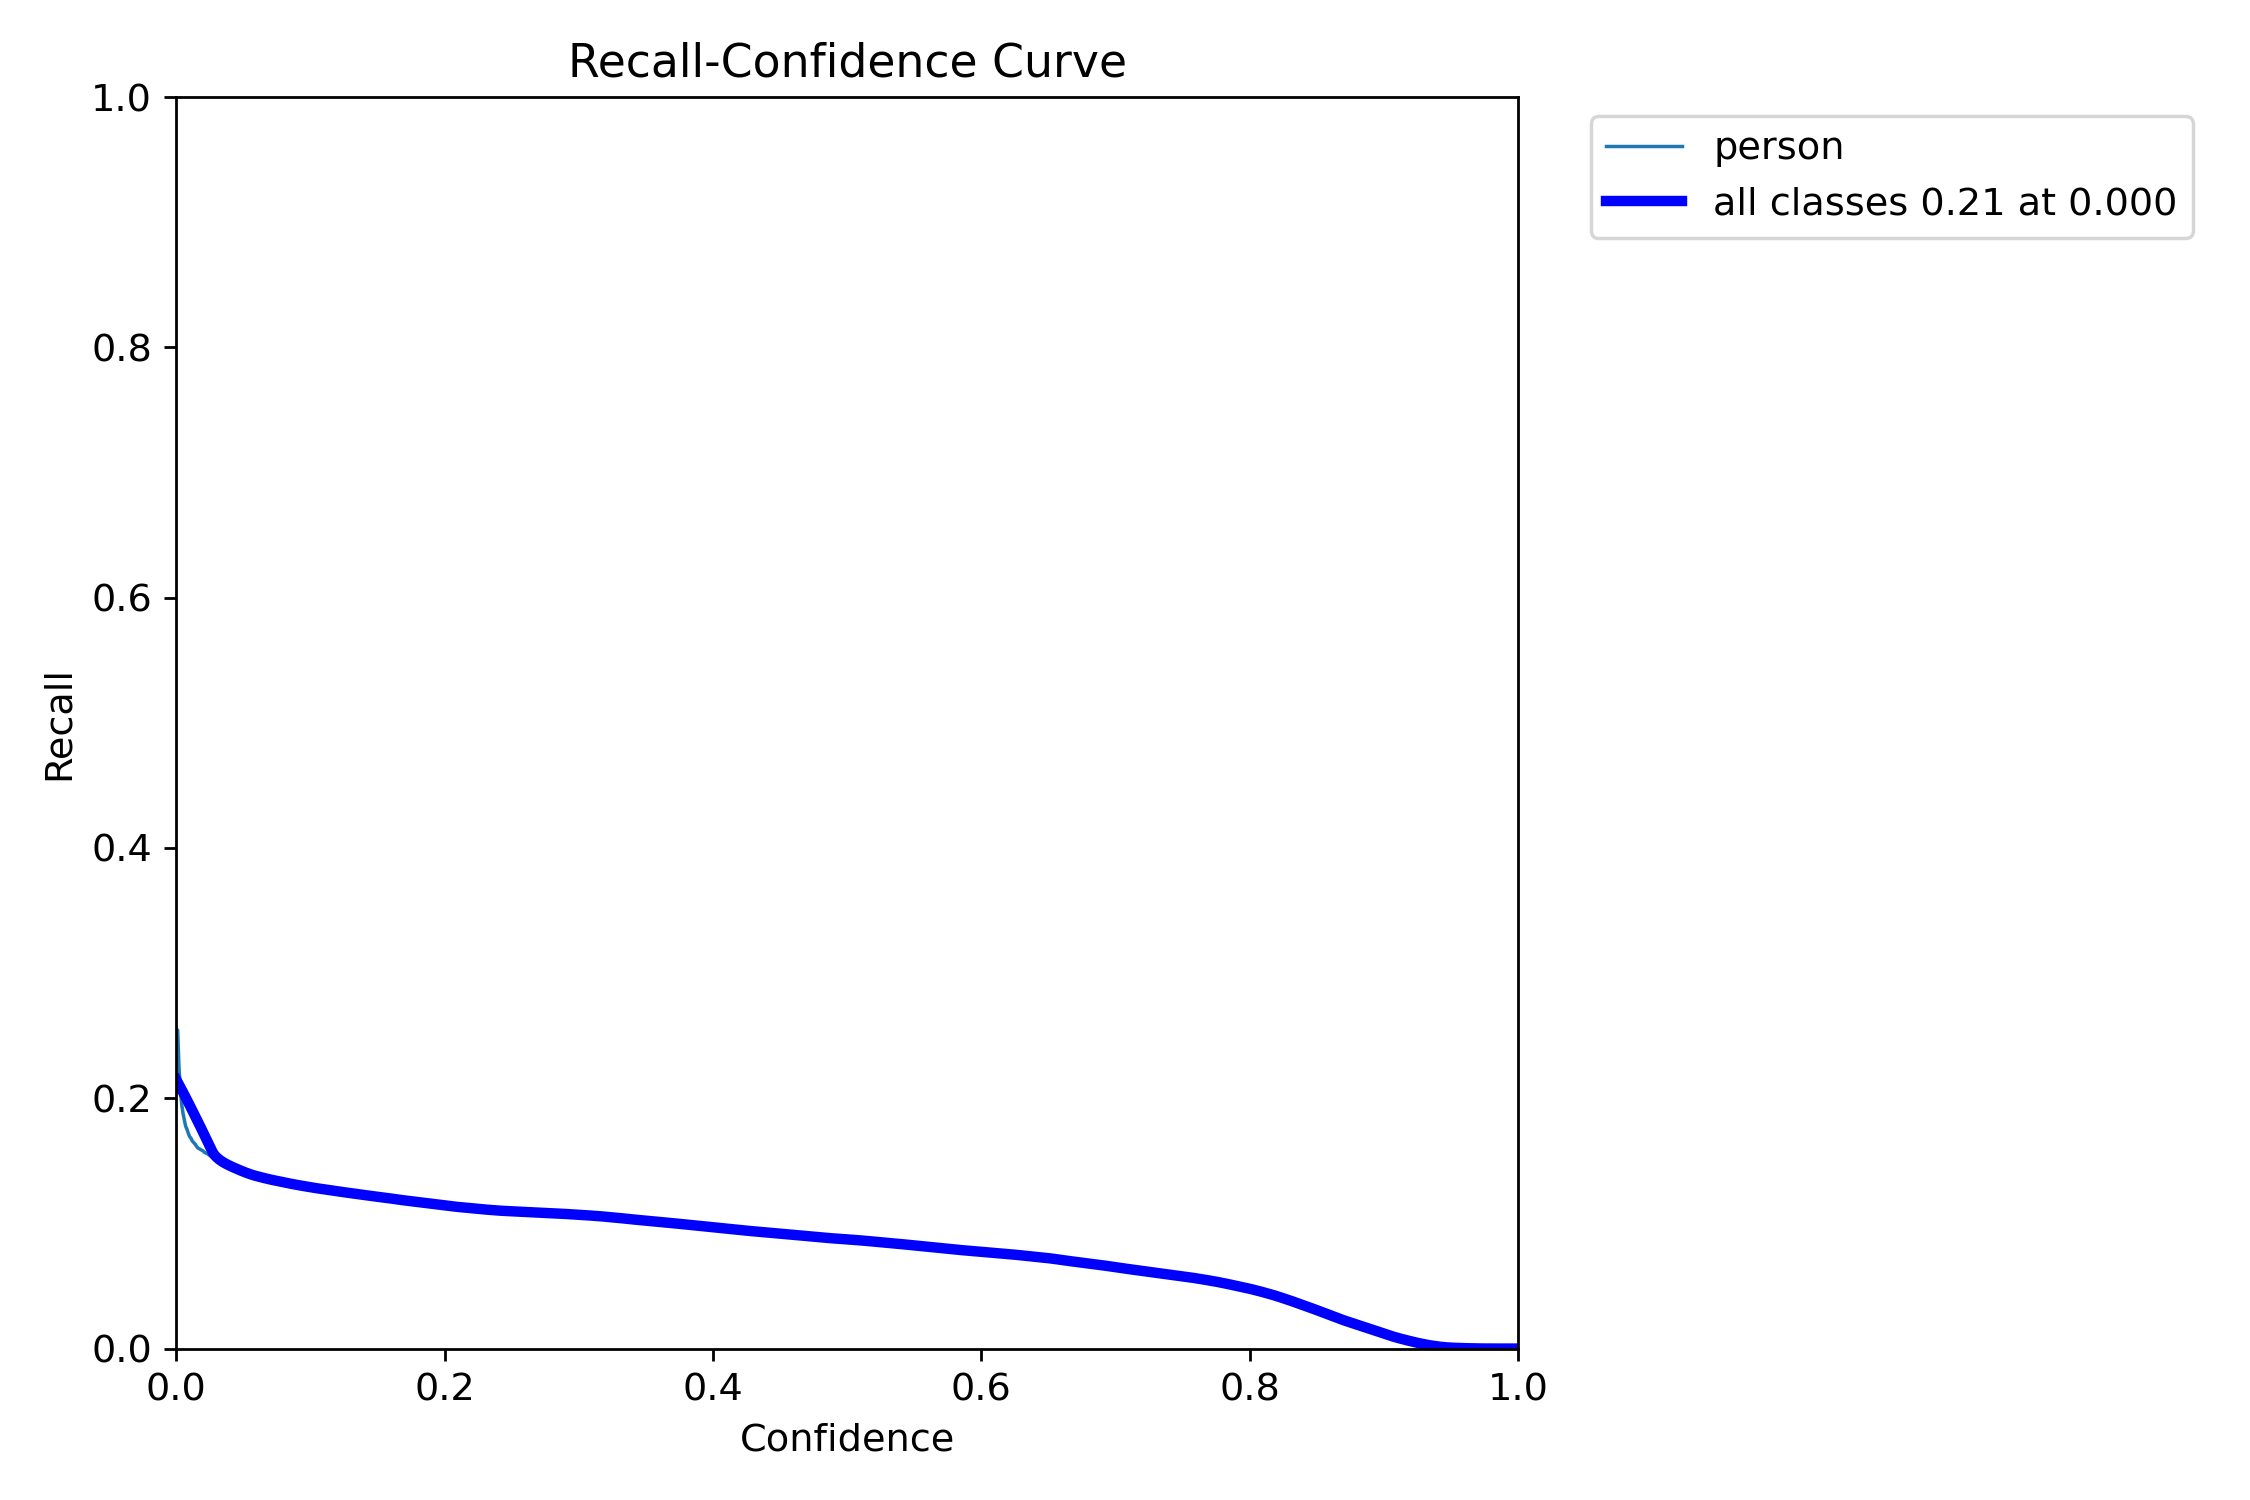 Recall-Confidence Curve
1.0
0.8
0.6
0.4
0.2
0.0
Recall
0.0 0.2 0.4 0.6 0.8 1.0
Confidence
person
all classes 0.21 at 0.000